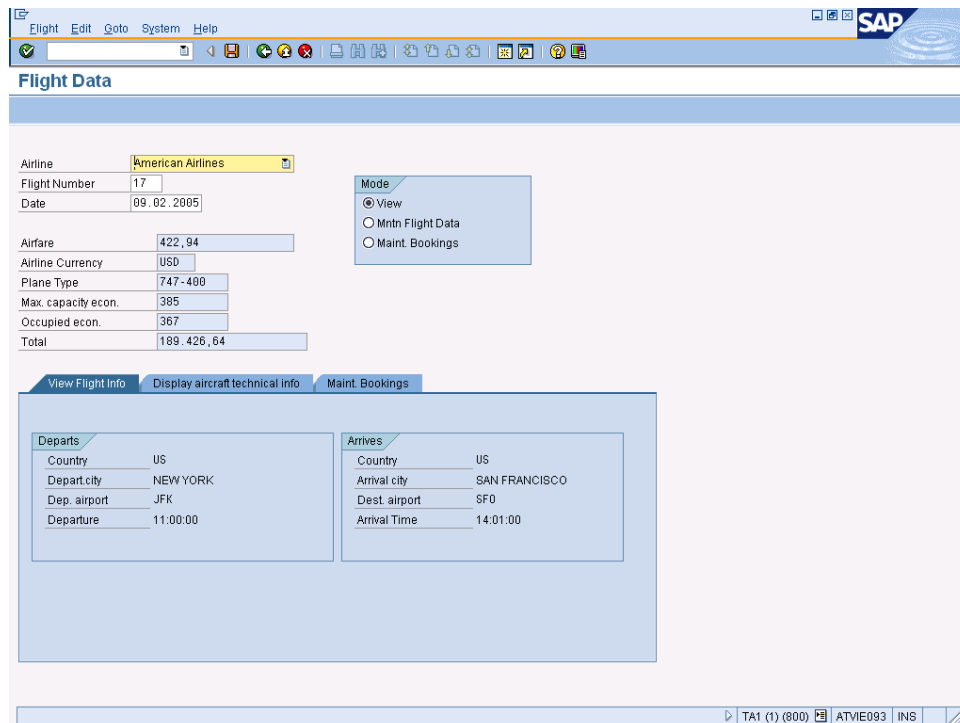 Flight Edit Goto System Help
SAP
Flight Data
Airline American Airlines
Flight Number 17
Date 09.02.2005
Mode
View
Mntn Flight Data
Maint. Bookings
Airfare 422,94
Airline Currency USD
Plane Type 747-400
Max. capacity econ. 385
Occupied econ. 367
Total 189.426,64
View Flight Info Display aircraft technical info Maint. Bookings
Departs
Country US
Depart.city NEW YORK
Dep. airport JFK
Departure 11:00:00
Arrives
Country US
Arrival city SAN FRANCISCO
Dest. airport SFO
Arrival Time 14:01:00
TA1 (1) (800) ATVIE093 INS